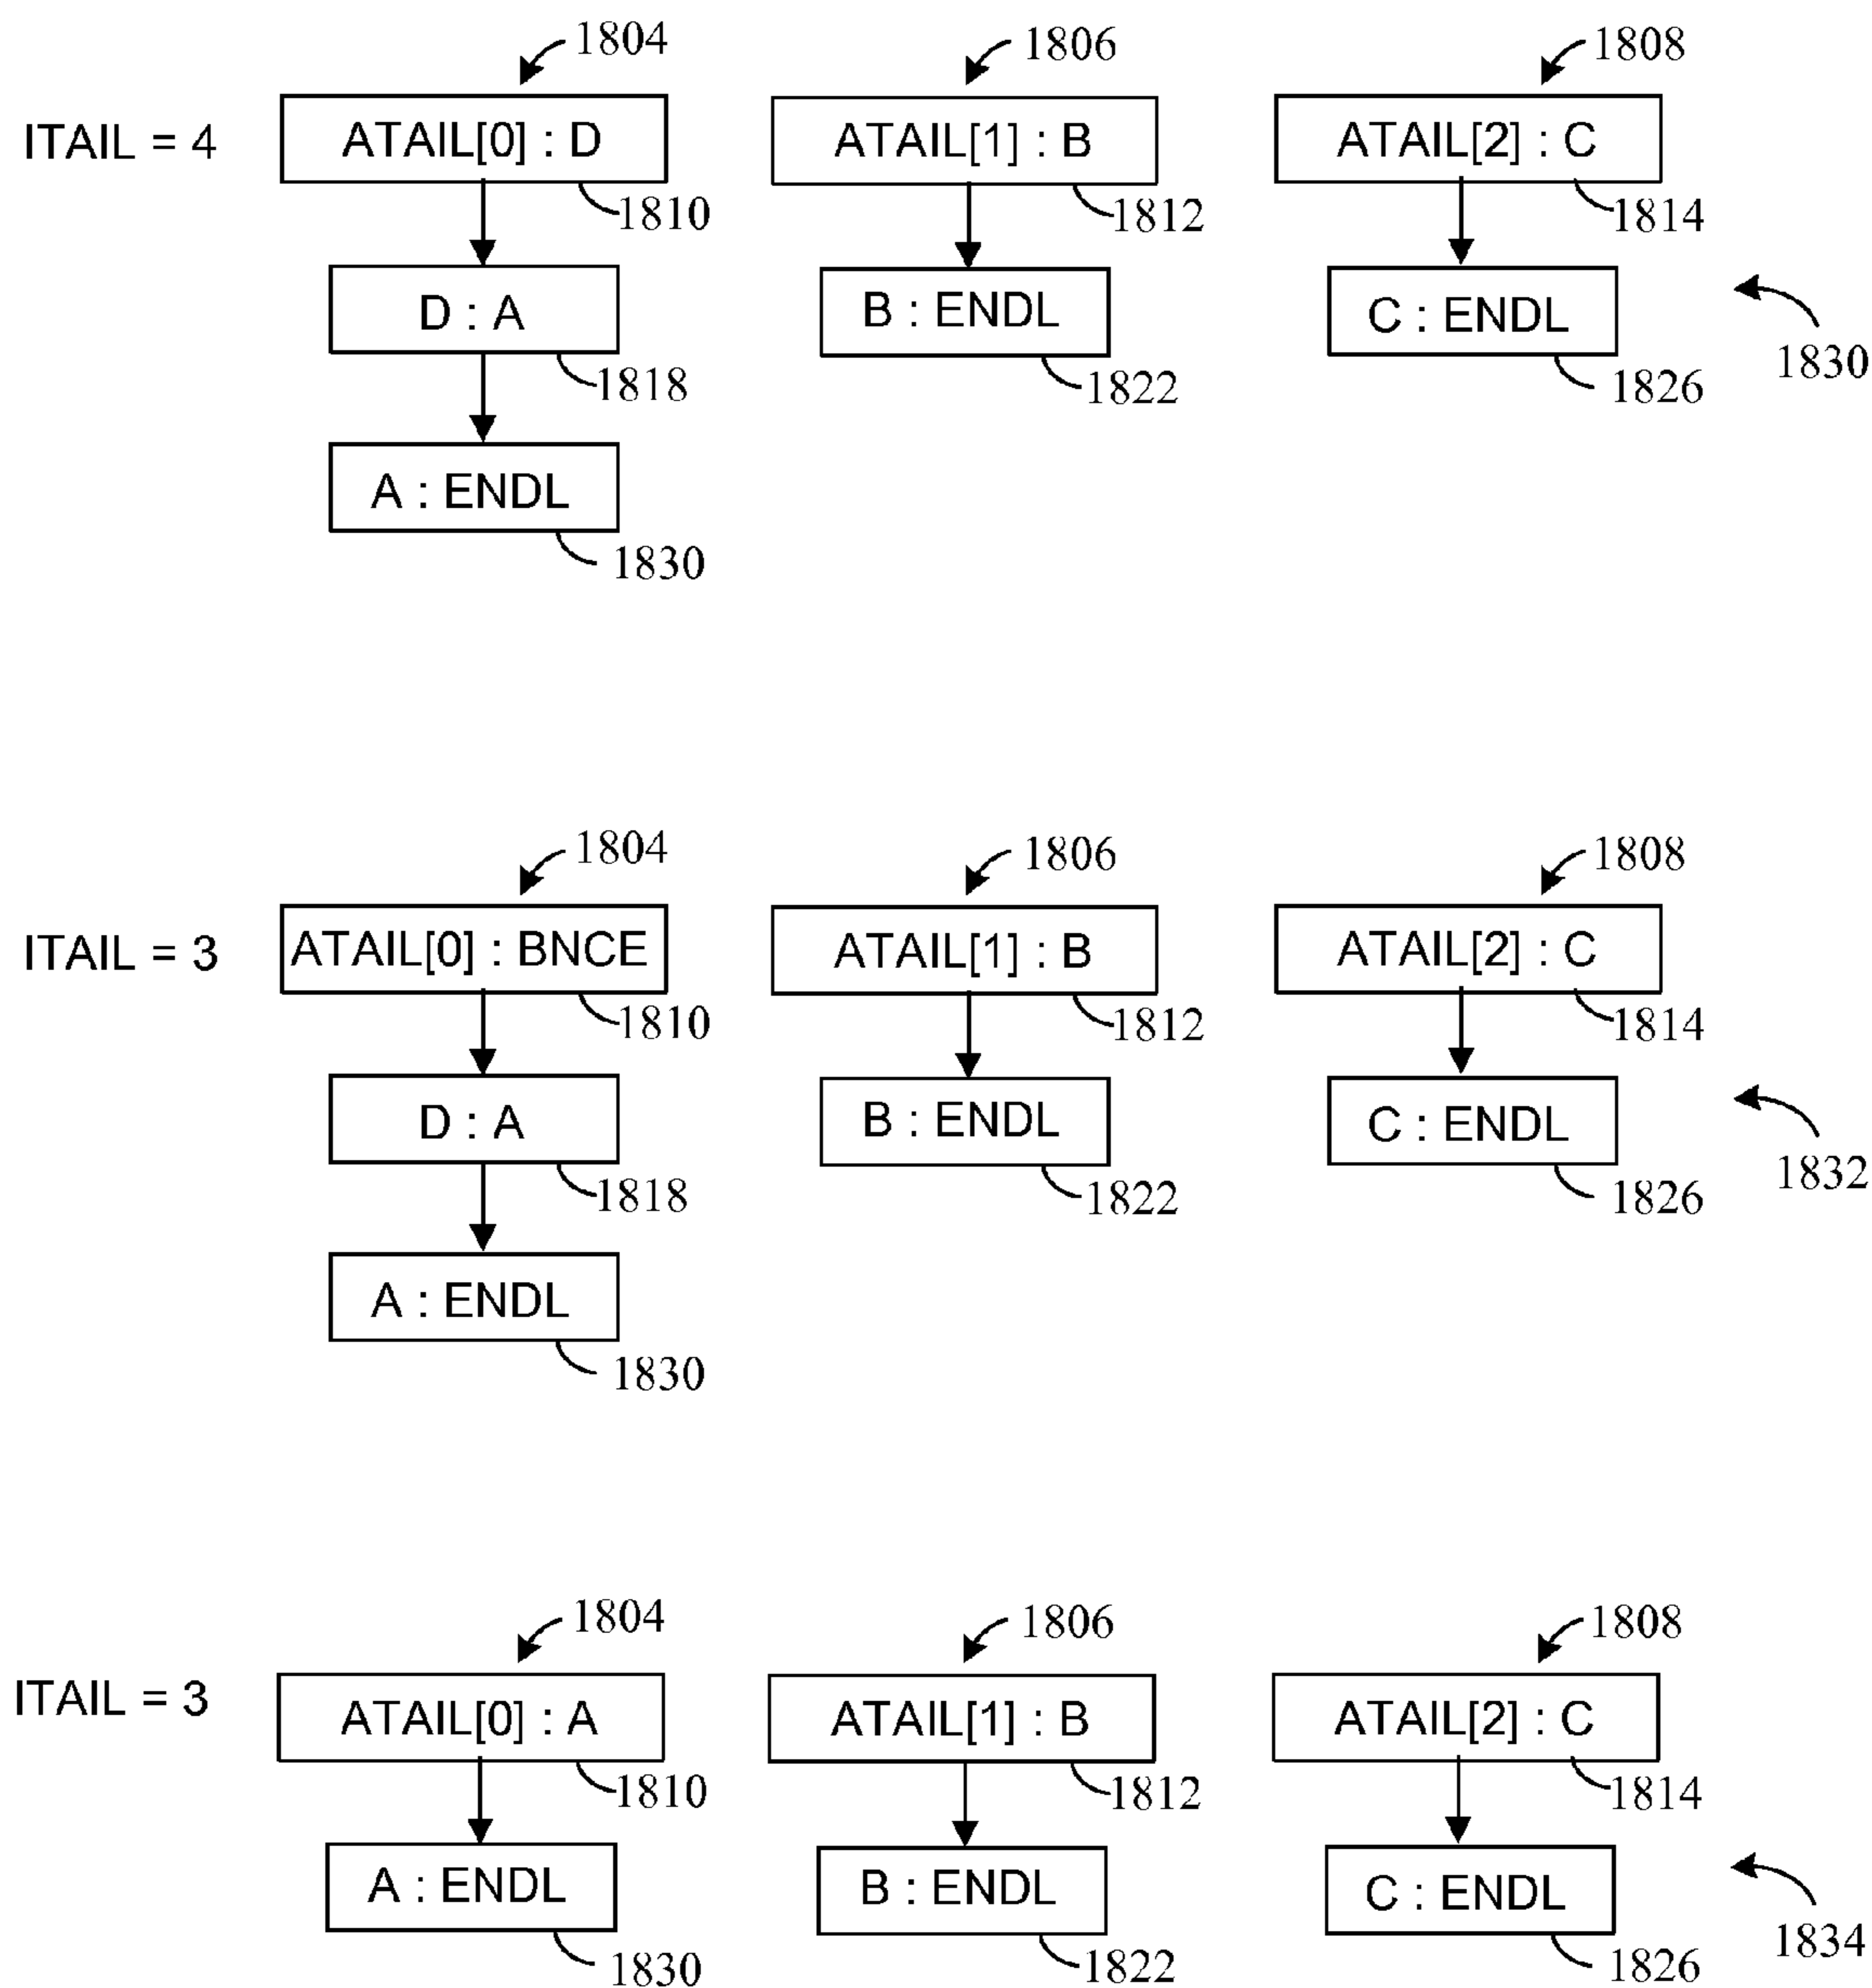 1804 1806 1808
ITAIL = 4 ATAIL[0] : D ATAIL[1] : B ATAIL[2] : C
1810 1812 1814
D : A B : ENDL C : ENDL
1818 1822 1826 1830
A : ENDL
1830
1804 1806 1808
ITAIL = 3 ATAIL[0] : BNCE ATAIL[1] : B ATAIL[2] : C
1810 1812 1814
D : A B : ENDL C : ENDL
1818 1822 1826 1832
A : ENDL
1830
1804 1806 1808
ITAIL = 3 ATAIL[0] : A ATAIL[1] : B ATAIL[2] : C
1810 1812 1814
A : ENDL B : ENDL C : ENDL
1830 1822 1826 1834